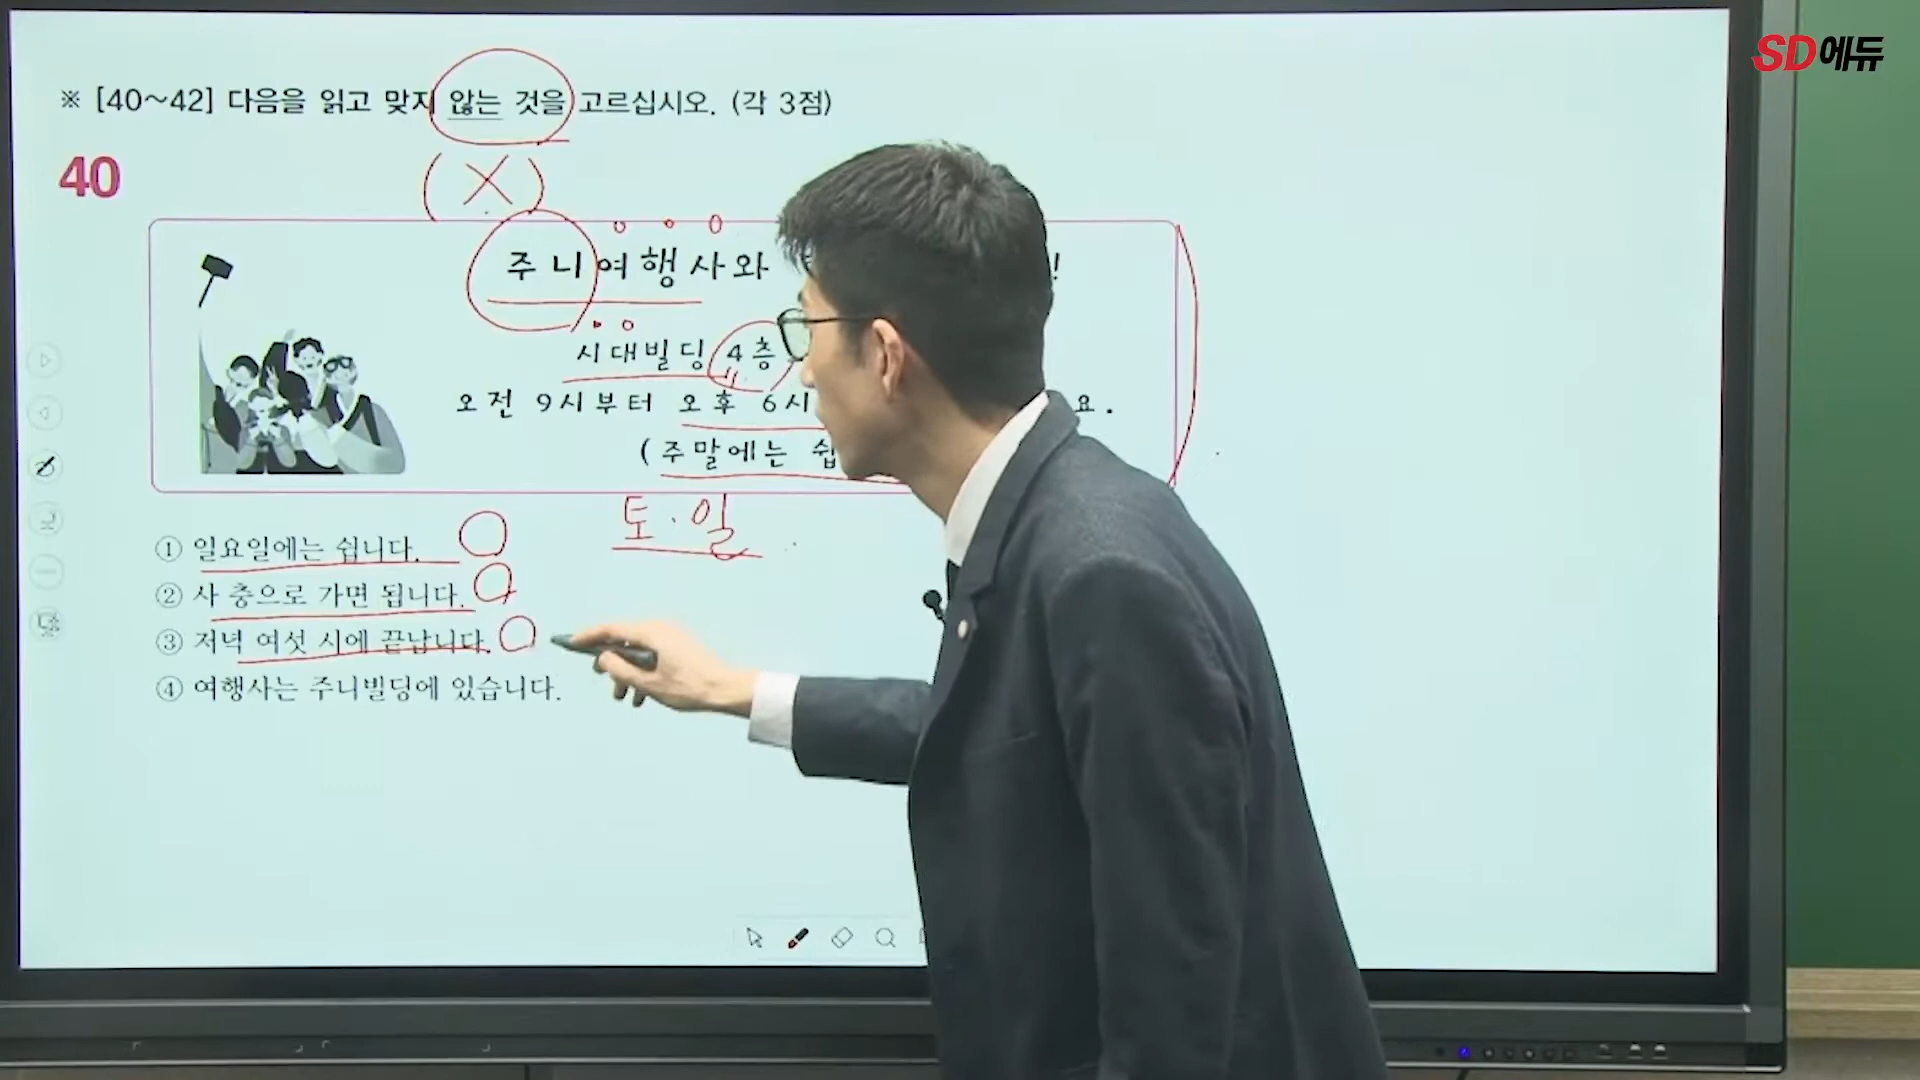 SD에듀
※ [40~42] 다음을 읽고 맞지 않는 것을 고르십시오. (각 3점)
(X)
40
주니여행사와 !
시대빌딩 4층
오전 9시부터 오후 6시 요.
(주말에는 쉽
토·일
① 일요일에는 쉽니다.
② 사 층으로 가면 됩니다.
③ 저녁 여섯 시에 끝납니다.
④ 여행사는 주니빌딩에 있습니다.